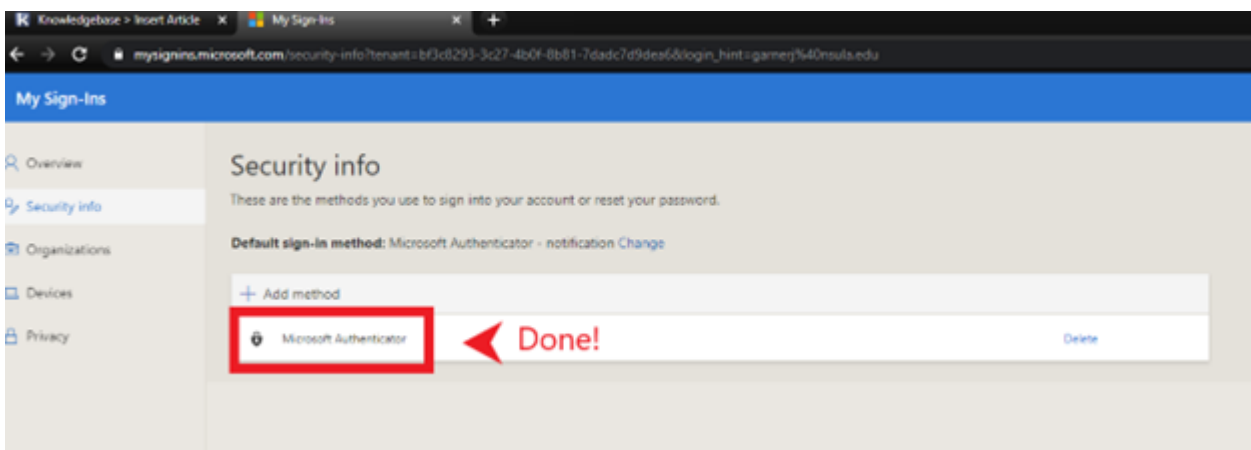 Knowledgebase > Insert Article
My Sign-Ins
mysignins.microsoft.com/security-info?tenant=bf3c8293-3c27-4b0f-8b81-7dadc7d9dea6&login_hint=garnerj%40nsula.edu
My Sign-Ins
Overview
Security info
Organizations
Devices
Privacy
Security info
These are the methods you use to sign into your account or reset your password.
Default sign-in method: Microsoft Authenticator - notification Change
+ Add method
Microsoft Authenticator
Done!
Delete